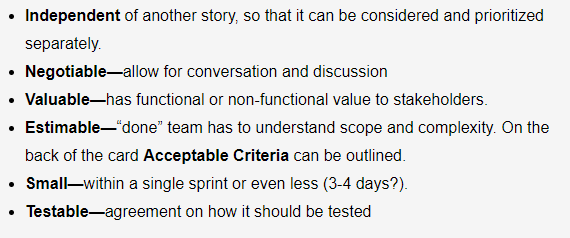 • Independent of another story, so that it can be considered and prioritized
separately.
• Negotiable—allow for conversation and discussion
• Valuable—has functional or non-functional value to stakeholders.
• Estimable—“done” team has to understand scope and complexity. On the
back of the card Acceptable Criteria can be outlined.
• Small—within a single sprint or even less (3-4 days?).
• Testable—agreement on how it should be tested